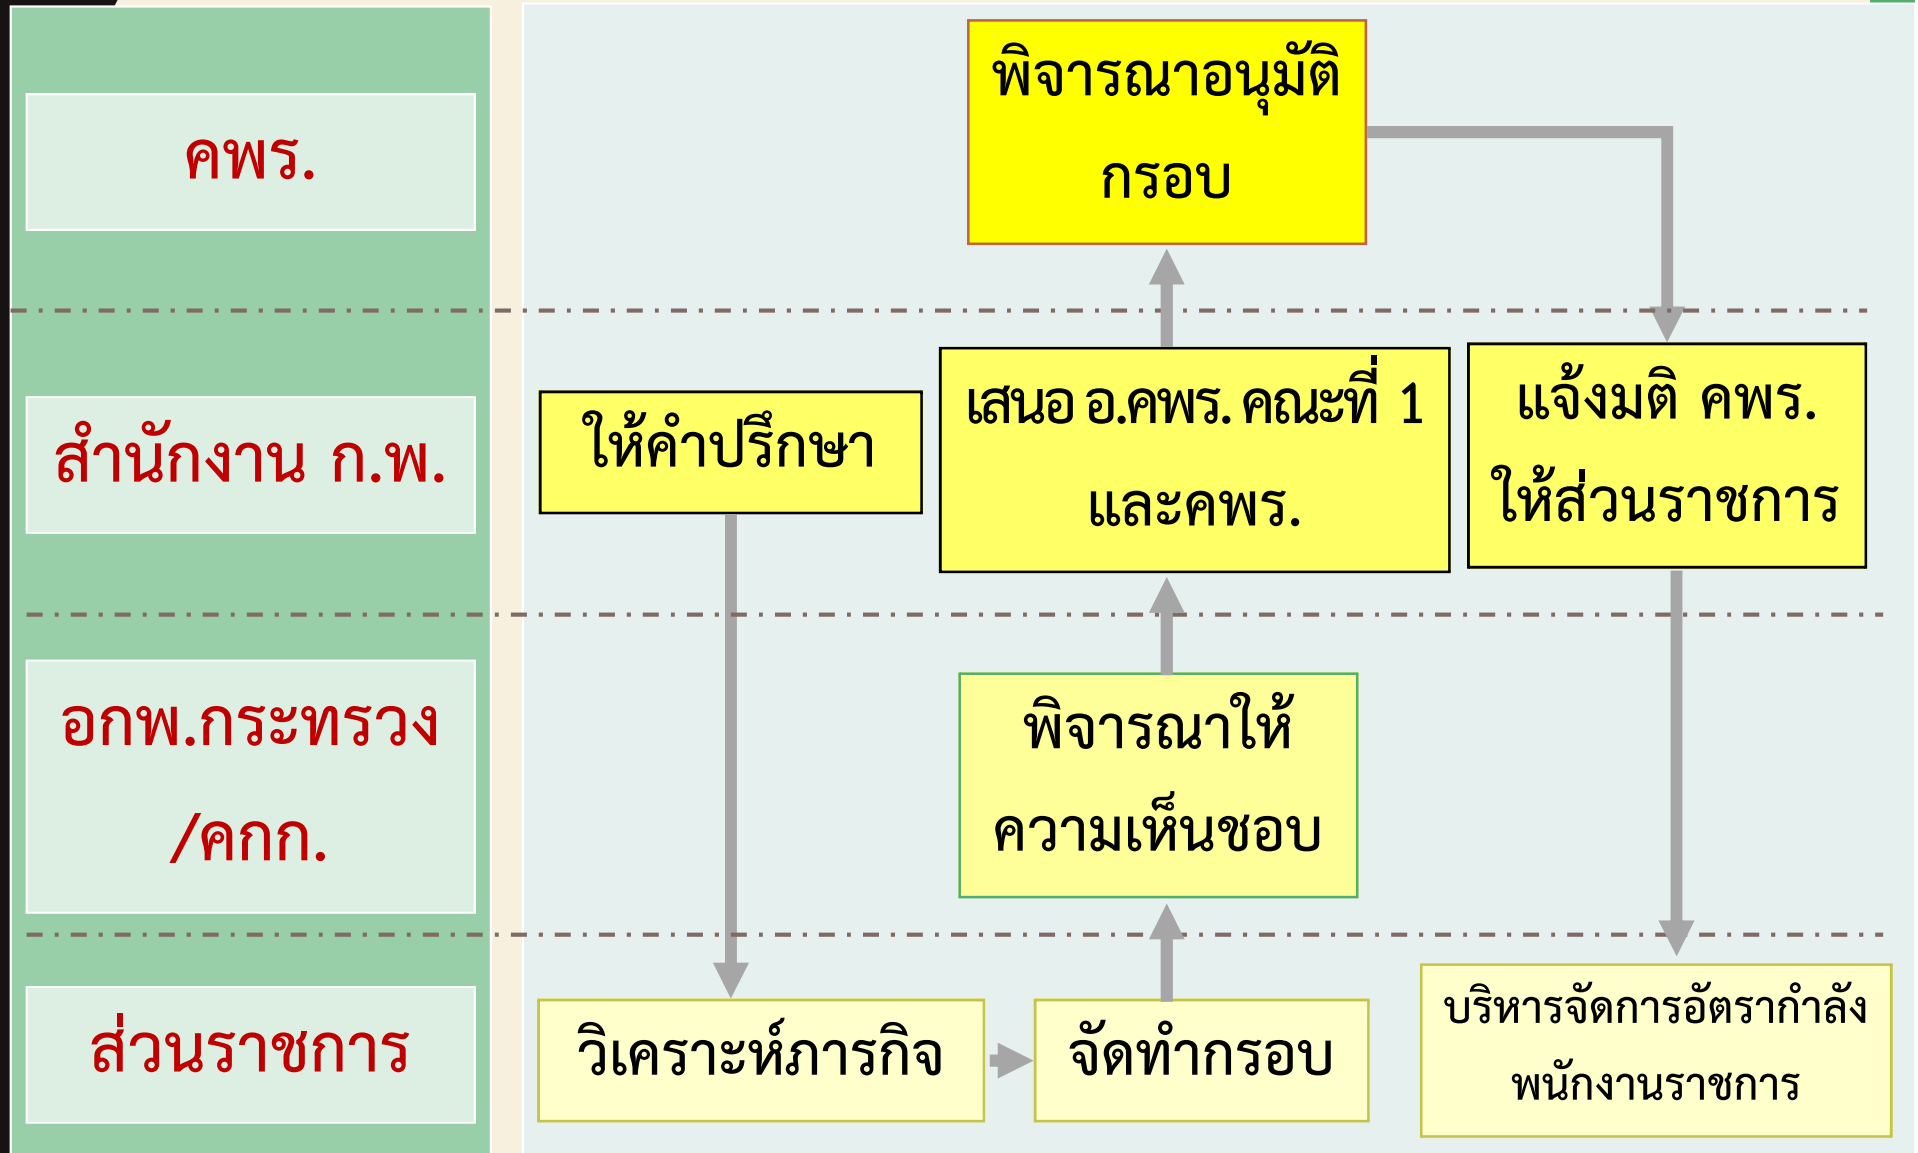 คพร.
พิจารณาอนุมัติ
กรอบ
สำนักงาน ก.พ.
ให้คำปรึกษา
เสนอ อ.คพร. คณะที่ 1
และคพร.
แจ้งมติ คพร.
ให้ส่วนราชการ
อกพ.กระทรวง
/คกก.
พิจารณาให้
ความเห็นชอบ
ส่วนราชการ
วิเคราะห์ภารกิจ
จัดทำกรอบ
บริหารจัดการอัตรากำลัง
พนักงานราชการ